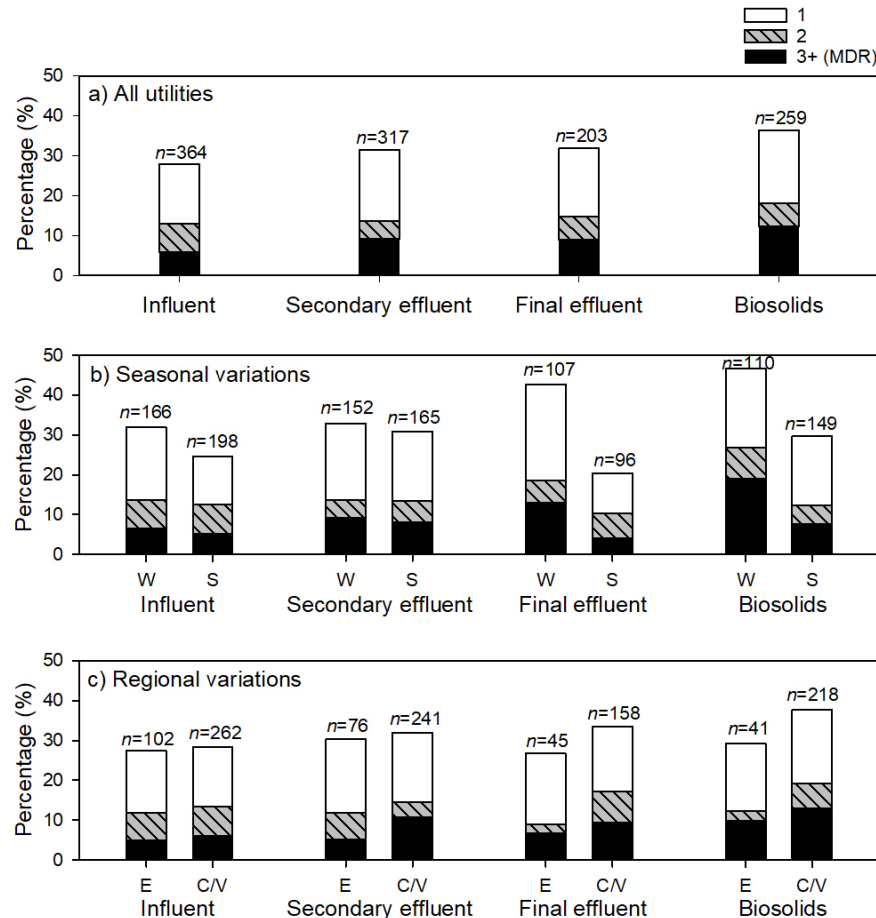 1
2
3+ (MDR)
a) All utilities
Percentage (%)
50
40
30
20
10
0
n=364
n=317
n=203
n=259
Influent
Secondary effluent
Final effluent
Biosolids
b) Seasonal variations
Percentage (%)
50
40
30
20
10
0
n=166
n=198
n=152
n=165
n=107
n=96
n=110
n=149
W S W S W S W S
Influent
Secondary effluent
Final effluent
Biosolids
c) Regional variations
Percentage (%)
50
40
30
20
10
0
n=102
n=262
n=76
n=241
n=45
n=158
n=41
n=218
E C/V E C/V E C/V E C/V
Influent
Secondary effluent
Final effluent
Biosolids